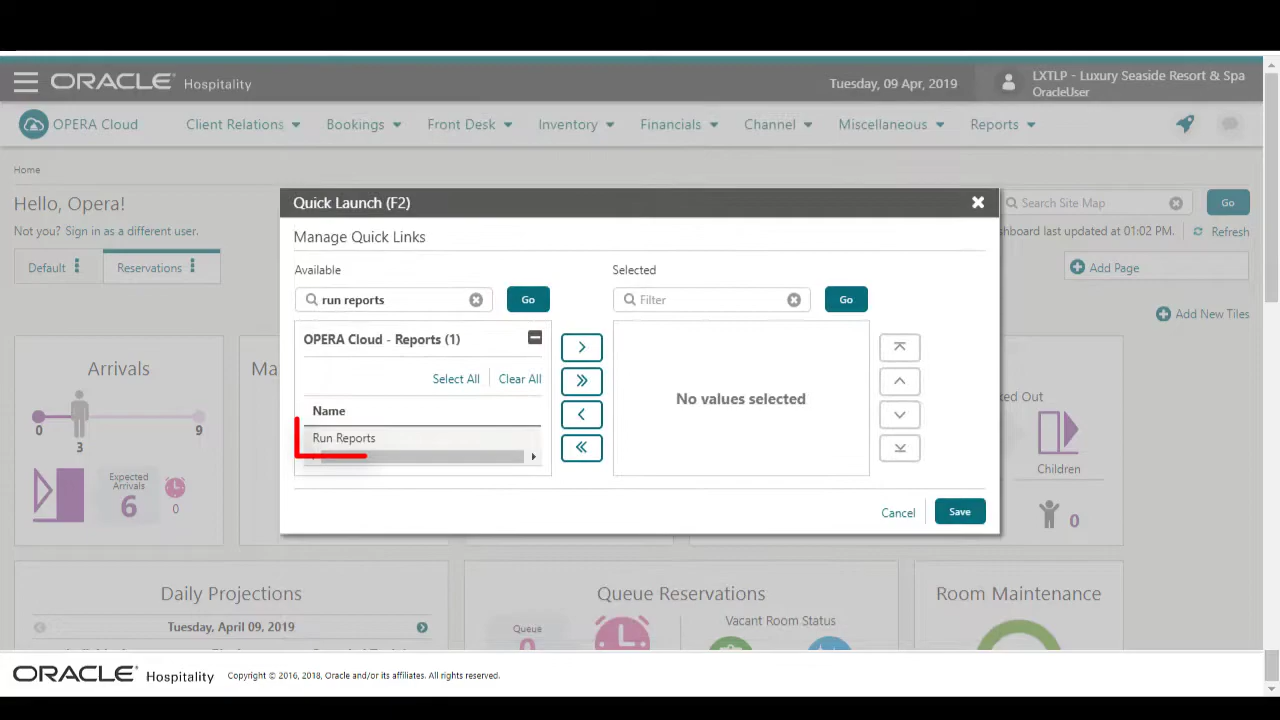 ORACLE Hospitality
Tuesday, 09 Apr, 2019
LXTLP - Luxury Seaside Resort & Spa
OracleUser
OPERA Cloud
Client Relations
Bookings
Front Desk
Inventory
Financials
Channel
Miscellaneous
Reports
Home
Hello, Opera!
Not you? Sign in as a different user.
Search Site Map
Go
hboard last updated at 01:02 PM.
Refresh
Default
Reservations
Add Page
Add New Tiles
Quick Launch (F2)
Manage Quick Links
Available
Selected
run reports
Go
Filter
Go
OPERA Cloud - Reports (1)
Select All
Clear All
Name
Run Reports
No values selected
Cancel
Save
Arrivals
0
3
9
Expected
Arrivals
6
0
Ma
ked Out
Children
0
Daily Projections
Tuesday, April 09, 2019
Queue Reservations
Queue
Vacant Room Status
Room Maintenance
ORACLE Hospitality
Copyright © 2016, 2018, Oracle and/or its affiliates. All rights reserved.